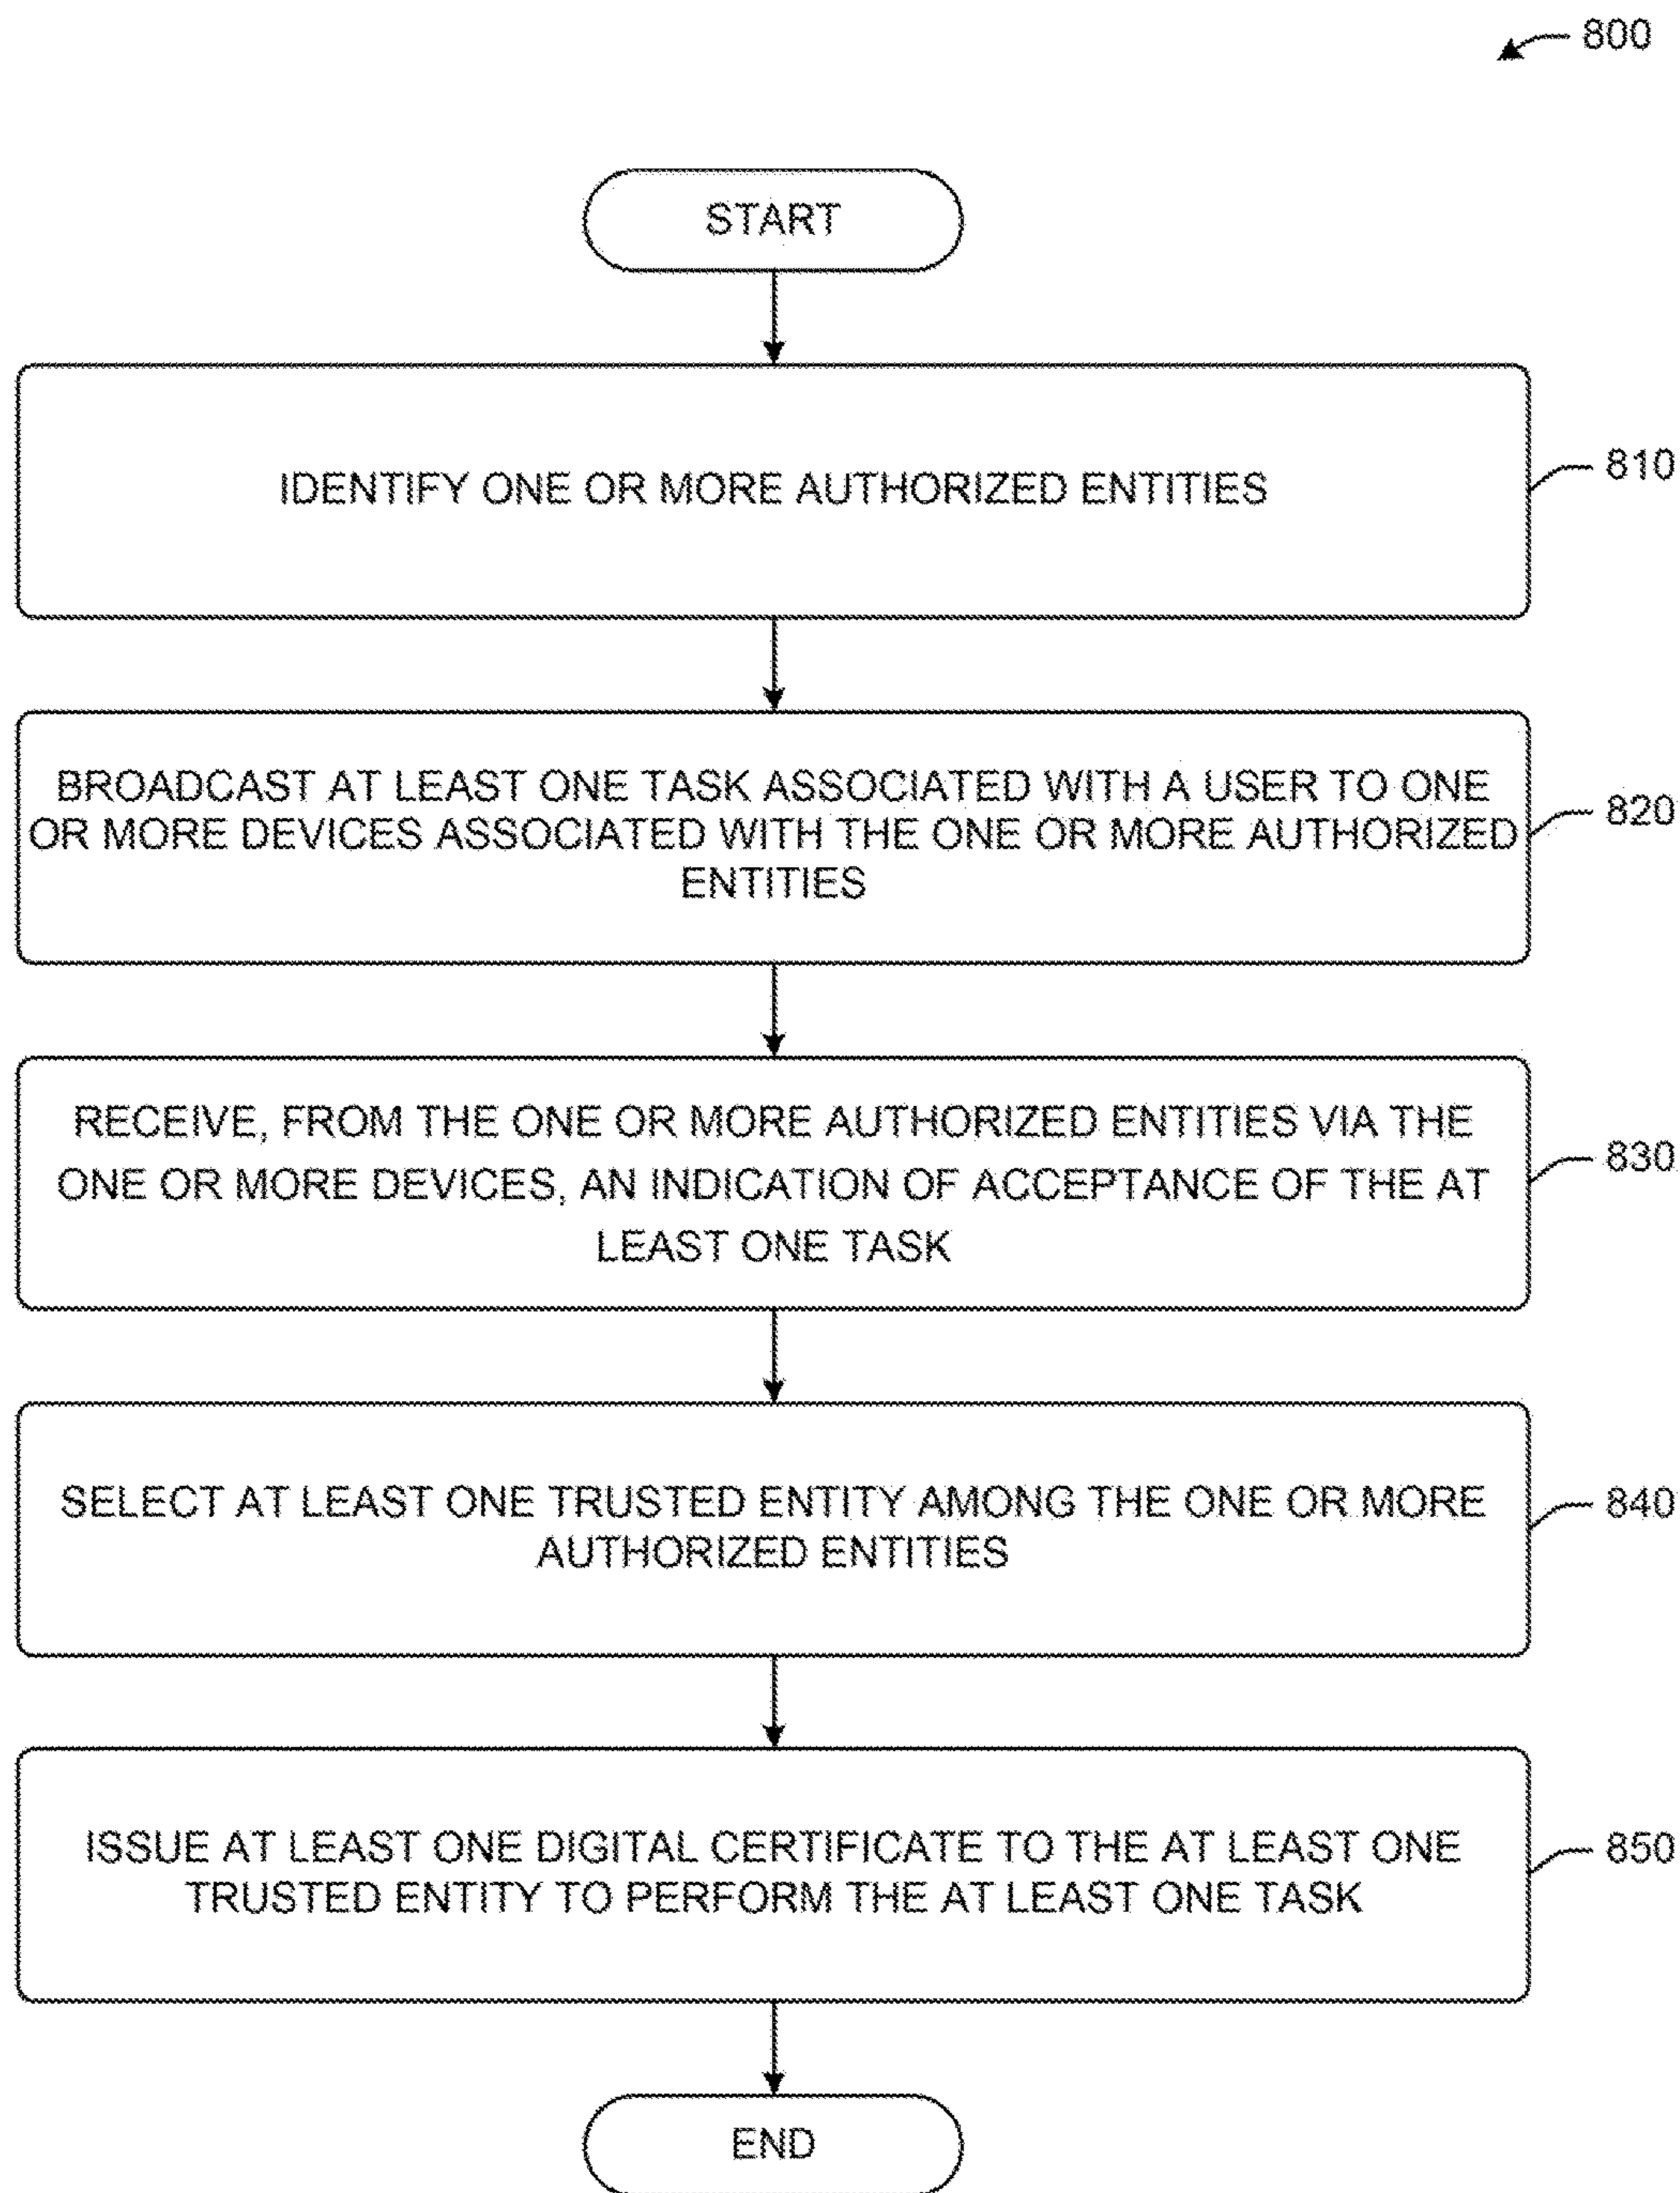 800
START
IDENTIFY ONE OR MORE AUTHORIZED ENTITIES
810
BROADCAST AT LEAST ONE TASK ASSOCIATED WITH A USER TO ONE
OR MORE DEVICES ASSOCIATED WITH THE ONE OR MORE AUTHORIZED
ENTITIES
820
RECEIVE, FROM THE ONE OR MORE AUTHORIZED ENTITIES VIA THE
ONE OR MORE DEVICES, AN INDICATION OF ACCEPTANCE OF THE AT
LEAST ONE TASK
830
SELECT AT LEAST ONE TRUSTED ENTITY AMONG THE ONE OR MORE
AUTHORIZED ENTITIES
840
ISSUE AT LEAST ONE DIGITAL CERTIFICATE TO THE AT LEAST ONE
TRUSTED ENTITY TO PERFORM THE AT LEAST ONE TASK
850
END